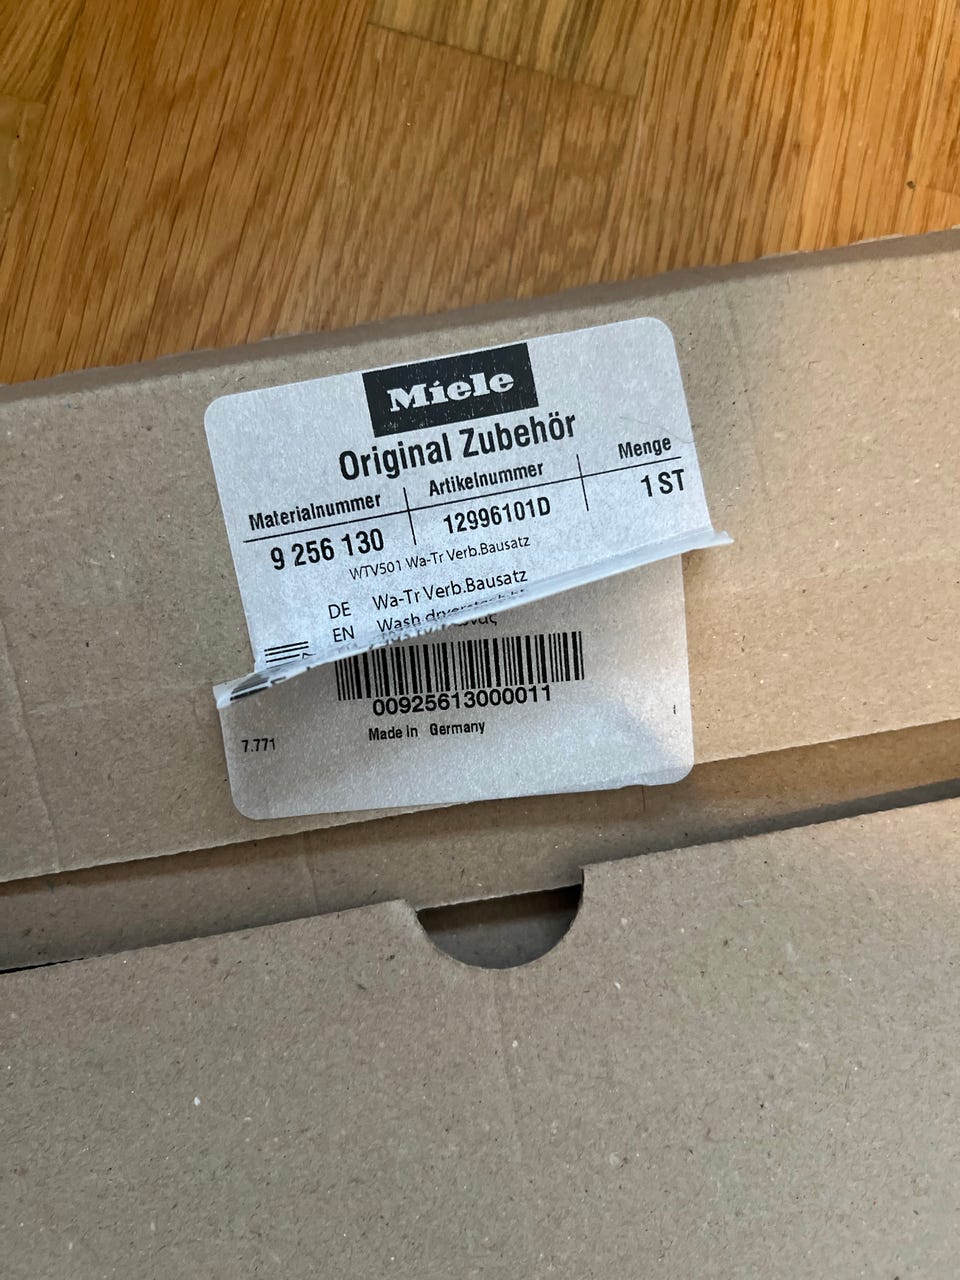 Miele
Original Zubehör
Materialnummer Artikelnummer Menge
9 256 130 12996101D 1 ST
WTV501 Wa-Tr Verb.Bausatz
DE Wa-Tr Verb.Bausatz
EN Wash
00925613000011
Made in Germany
7.771